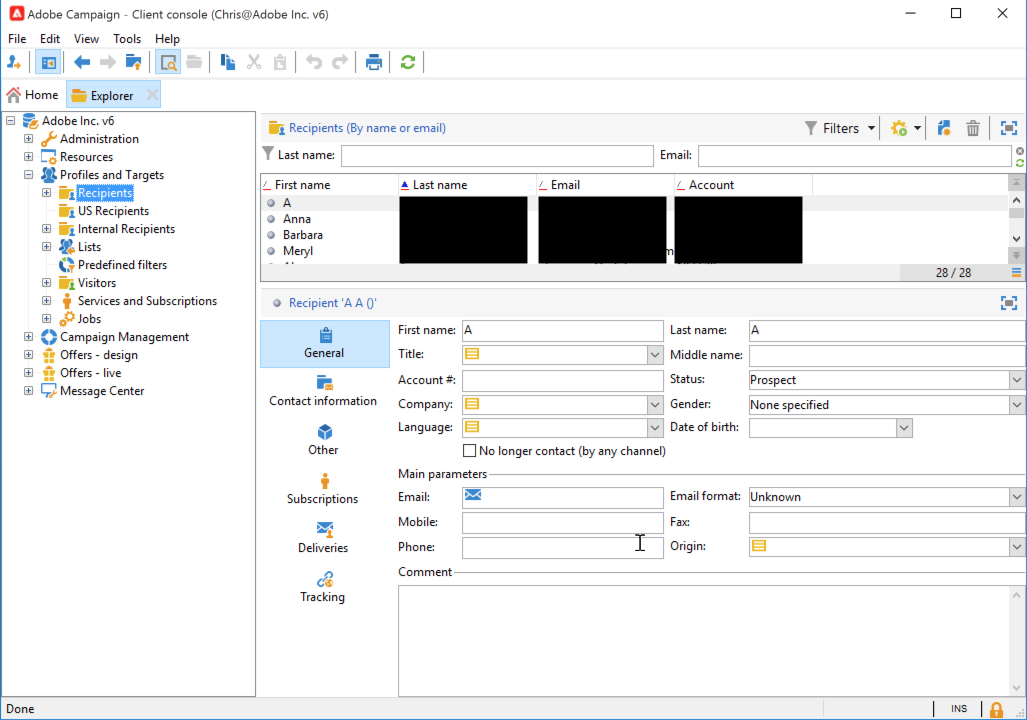 Adobe Campaign - Client console (Chris@Adobe Inc. v6)
File Edit View Tools Help
Home Explorer
Adobe Inc. v6
Administration
Resources
Profiles and Targets
Recipients
US Recipients
Internal Recipients
Lists
Predefined filters
Visitors
Services and Subscriptions
Jobs
Campaign Management
Offers - design
Offers - live
Message Center
Recipients (By name or email) Filters
Last name: Email:
First name Last name Email Account
A
Anna
Barbara
Meryl
28 / 28
Recipient 'A A ()'
General
Contact information
Other
Subscriptions
Deliveries
Tracking
First name: A Last name: A
Title: Middle name:
Account #: Status: Prospect
Company: Gender: None specified
Language: Date of birth:
No longer contact (by any channel)
Main parameters
Email: Email format: Unknown
Mobile: Fax:
Phone: Origin:
Comment
Done INS